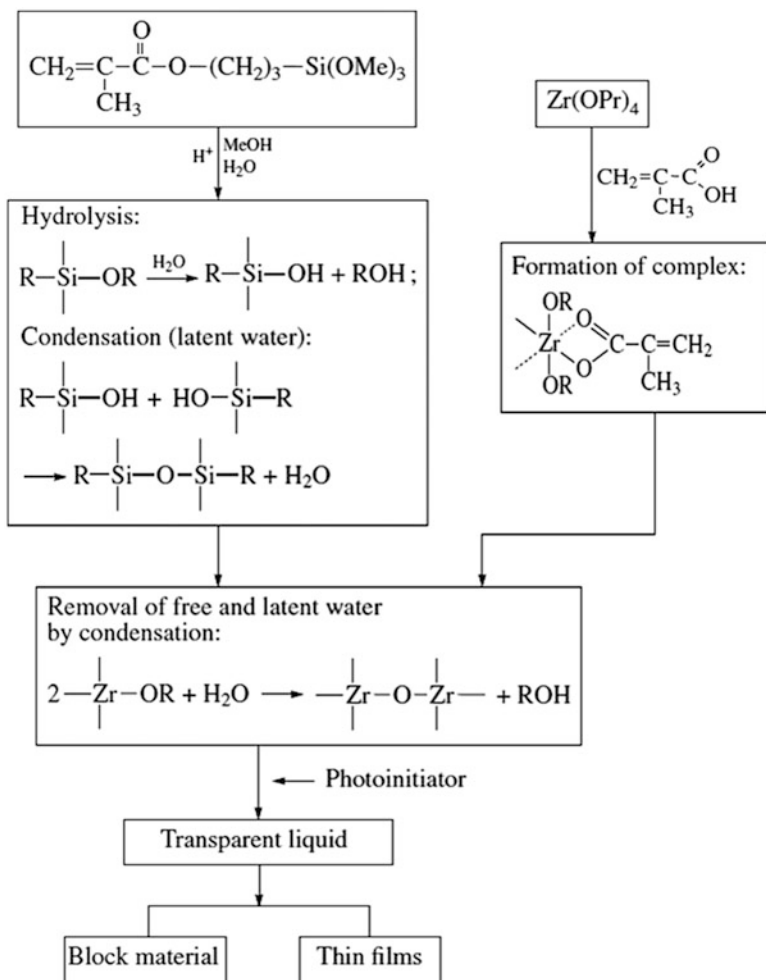 O
CH₂=C–C–O–(CH₂)₃–Si(OMe)₃
CH₃
H⁺ MeOH
H₂O
Hydrolysis:
R–Si–OR H₂O R–Si–OH + ROH;
Condensation (latent water):
R–Si–OH + HO–Si–R
R–Si–O–Si–R + H₂O
Zr(OPr)₄
O
CH₂=C–C
OH
CH₃
Formation of complex:
OR
O
Zr C–C=CH₂
O
OR CH₃
Removal of free and latent water
by condensation:
2 –Zr–OR + H₂O → –Zr–O–Zr– + ROH
Photoinitiator
Transparent liquid
Block material
Thin films